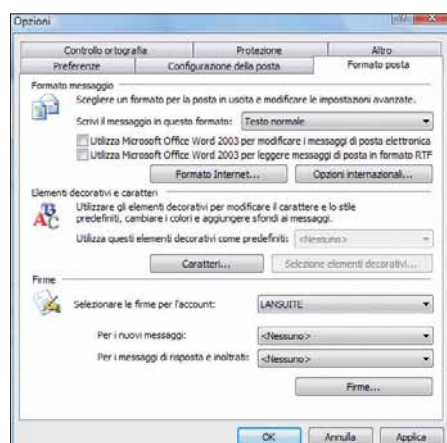 Opzioni
Controllo ortografia Protezione Altro
Preferenze Configurazione della posta Formato posta
Formato messaggio
Scegliere un formato per la posta in uscita e modificare le impostazioni avanzate.
Scrivi il messaggio in questo formato: Testo normale
Utilizza Microsoft Office Word 2003 per modificare i messaggi di posta elettronica
Utilizza Microsoft Office Word 2003 per leggere messaggi di posta in formato RTF
Formato Internet... Opzioni internazionali...
Elementi decorativi e caratteri
Utilizzare gli elementi decorativi per modificare il carattere e lo stile
predefiniti, cambiare i colori e aggiungere sfondi ai messaggi.
Utilizza questi elementi decorativi come predefiniti: <Nessuno>
Caratteri... Selezione elementi decorativi...
Firme
Selezionare le firme per l'account: LANSUITE
Per i nuovi messaggi: <Nessuno>
Per i messaggi di risposta e inoltrati: <Nessuno>
Firme...
OK Annulla Applica